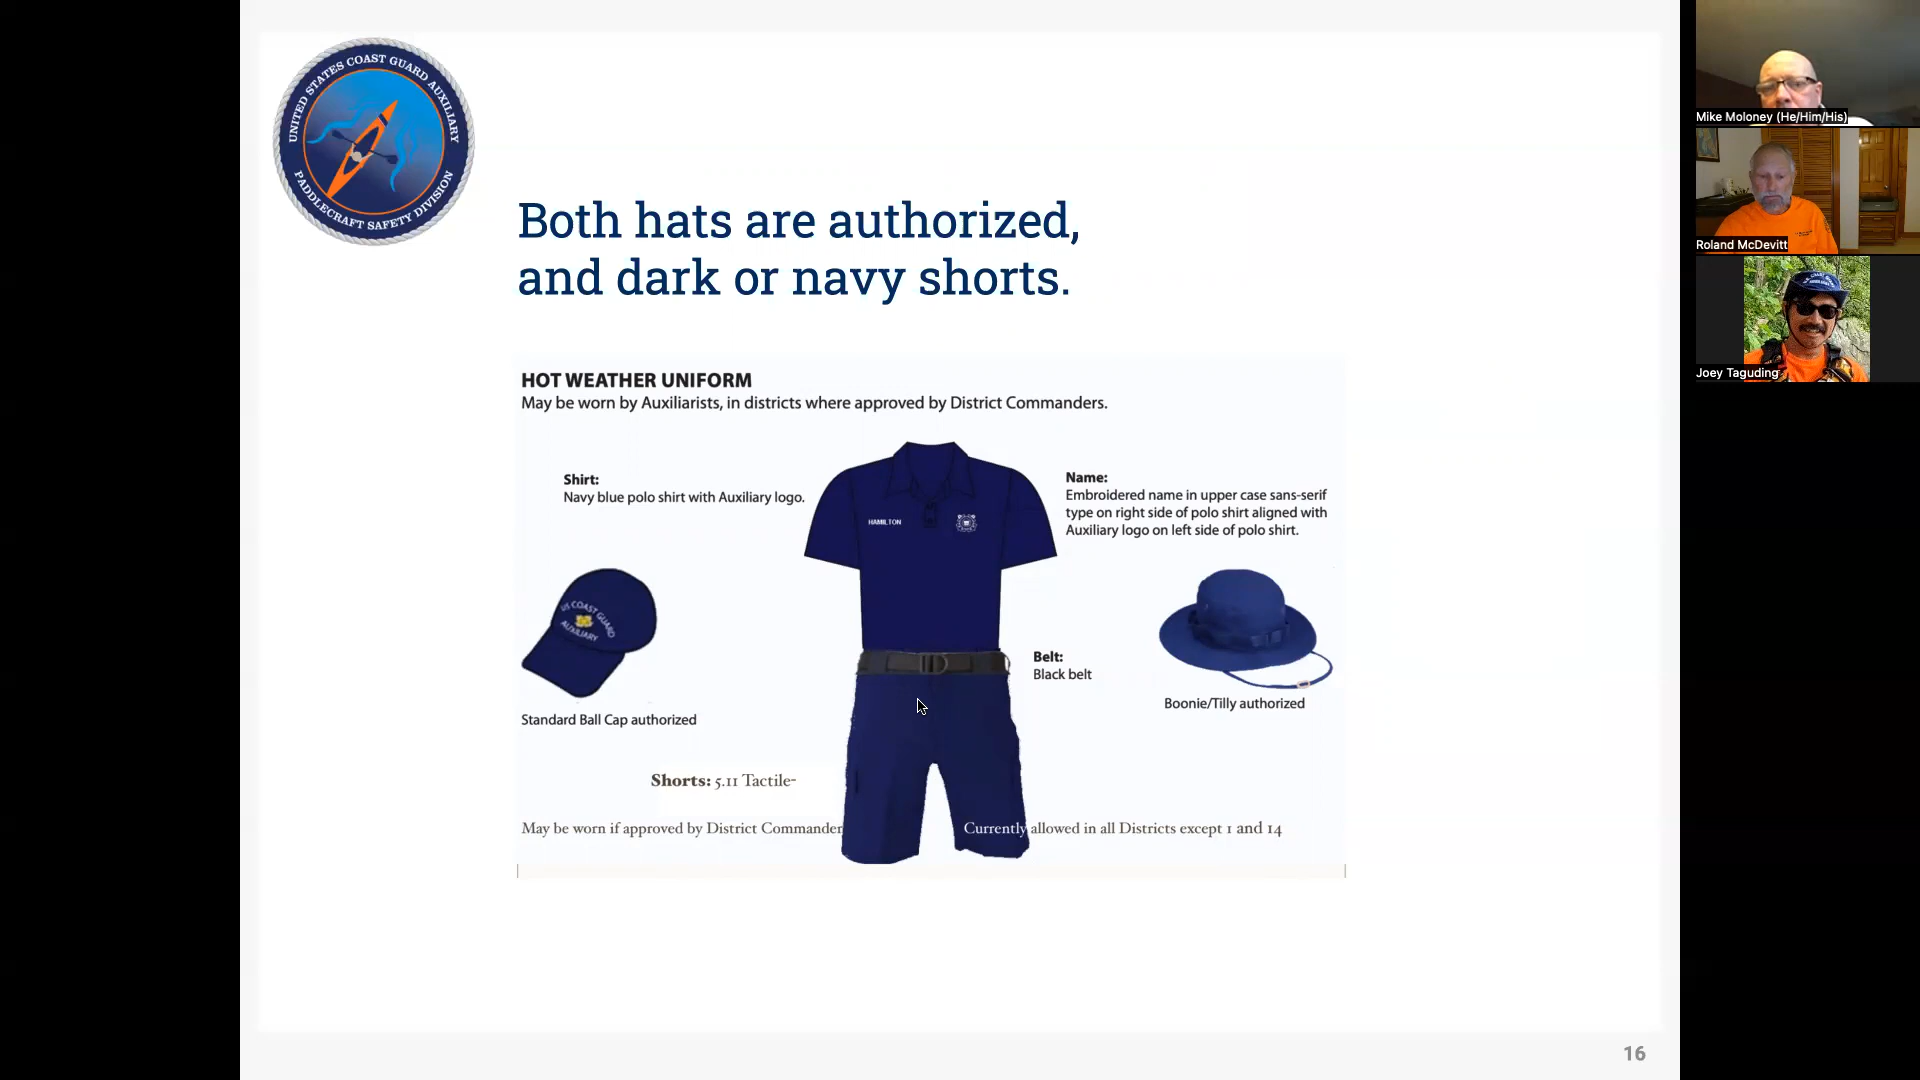 UNITED STATES COAST GUARD AUXILIARY
PADDLECRAFT SAFETY DIVISION
Both hats are authorized,
and dark or navy shorts.
HOT WEATHER UNIFORM
May be worn by Auxiliarists, in districts where approved by District Commanders.
Shirt:
Navy blue polo shirt with Auxiliary logo.
Name:
Embroidered name in upper case sans-serif
type on right side of polo shirt aligned with
Auxiliary logo on left side of polo shirt.
HAMILTON
US COAST GUARD
AUXILIARY
Standard Ball Cap authorized
Belt:
Black belt
Boonie/Tilly authorized
Shorts: 5.11 Tactile-
May be worn if approved by District Commander
Currently allowed in all Districts except 1 and 14
16
Mike Moloney (He/Him/His)
Roland McDevitt
Joey Taguding